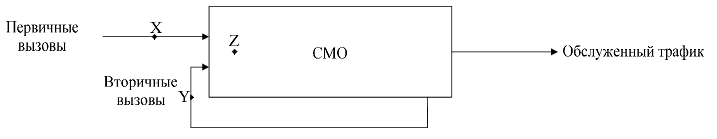 Первичные
вызовы
X
Z
СМО
Обслуженный трафик
Вторичные
вызовы
Y